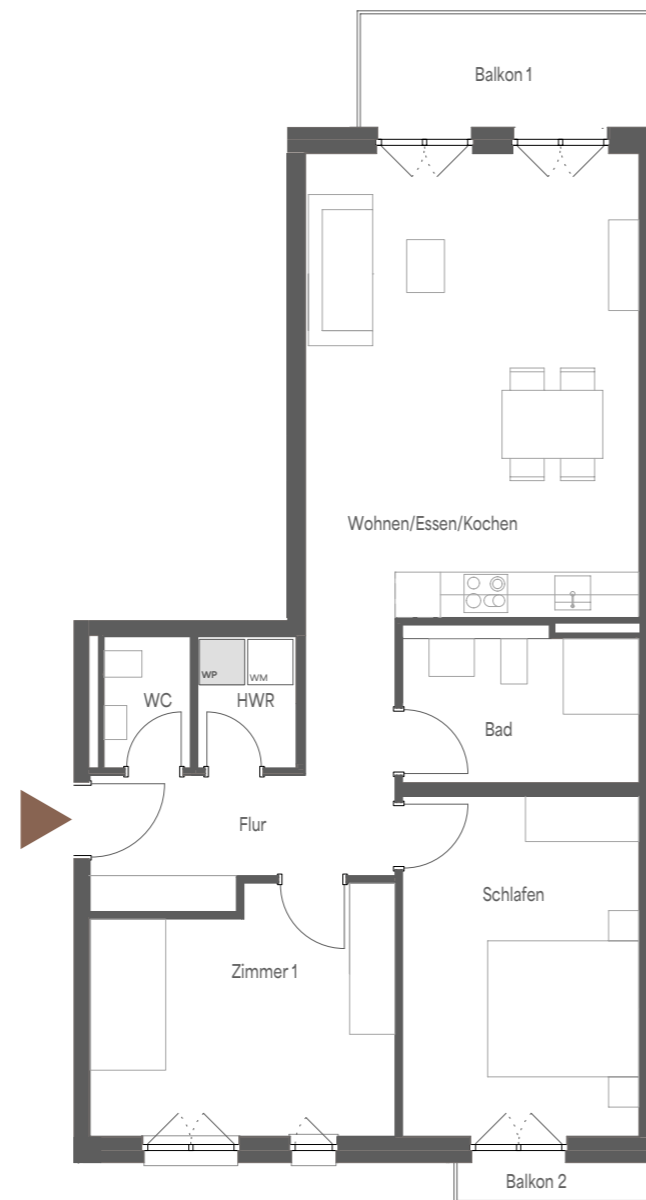 Balkon 1
Wohnen/Essen/Kochen
WP
WM
WC
HWR
Bad
Flur
Schlafen
Zimmer 1
Balkon 2